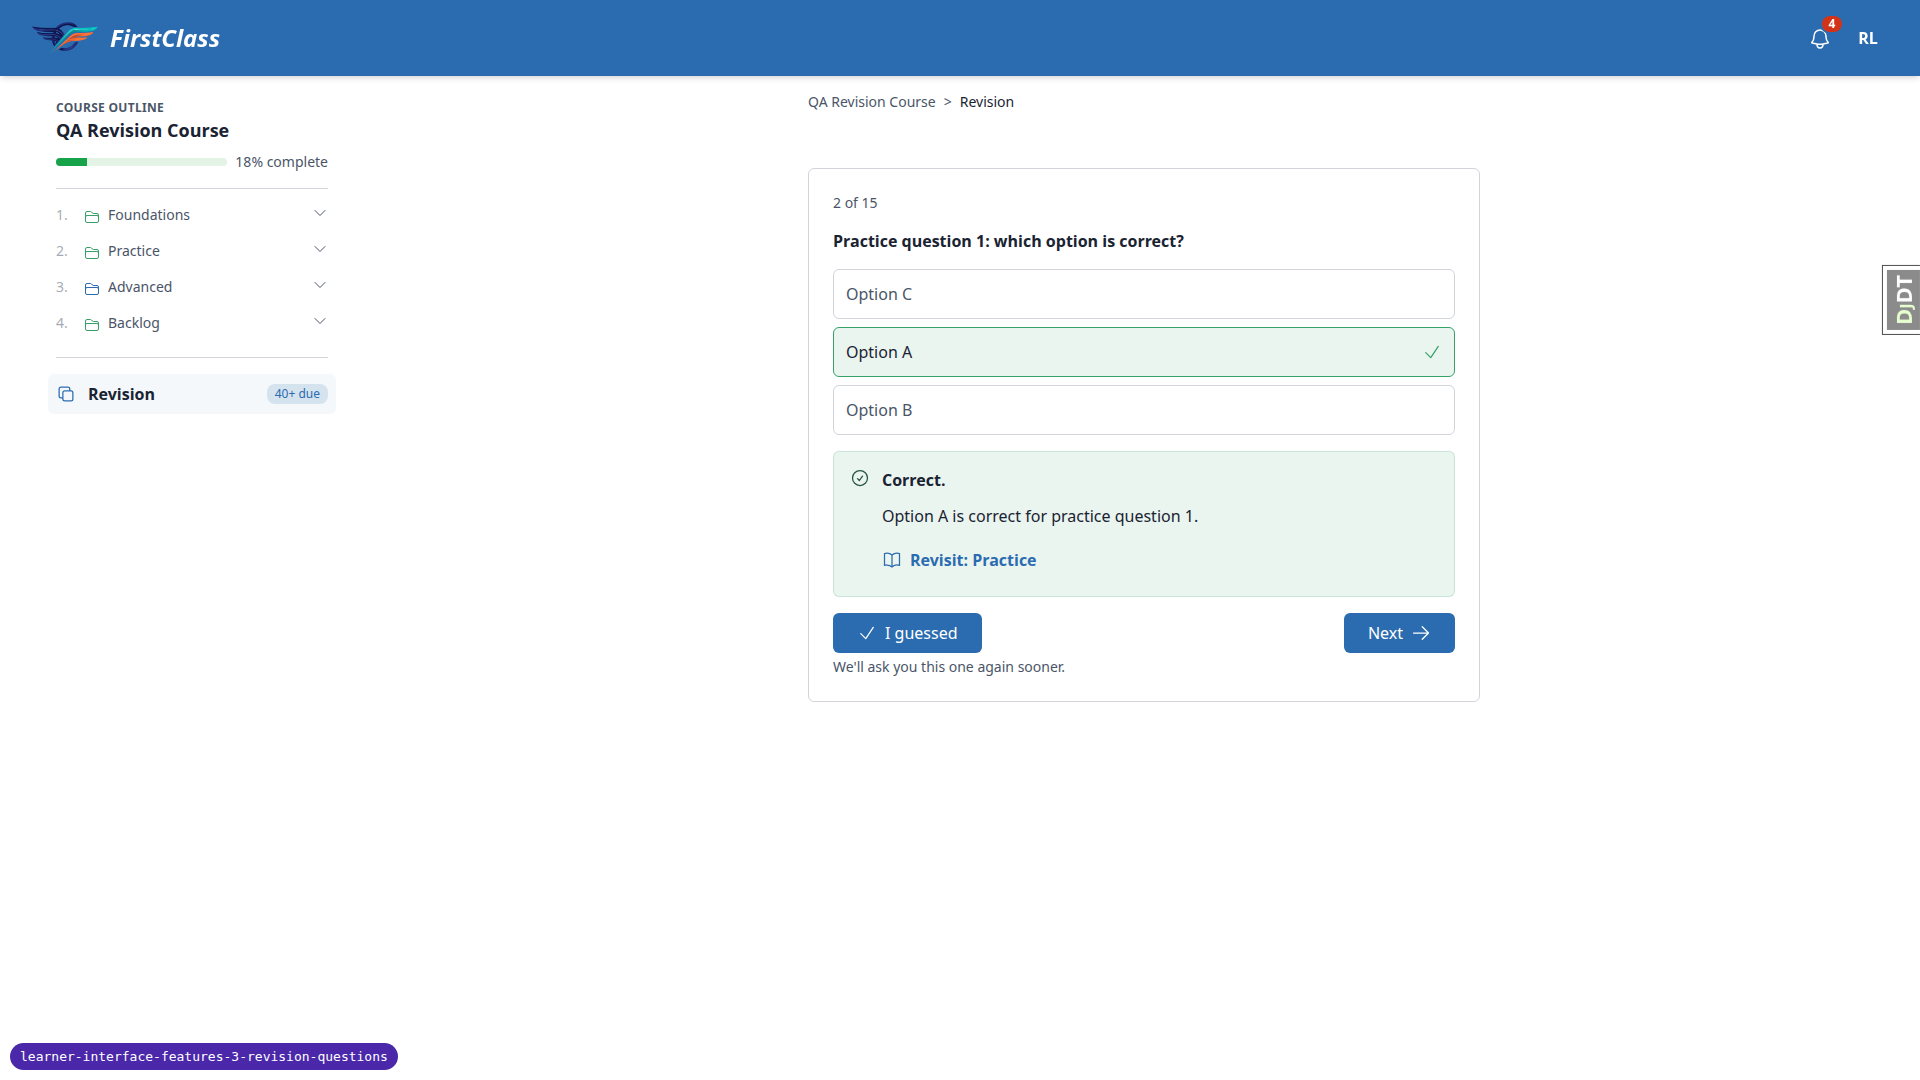 FirstClass
4
RL
COURSE OUTLINE
QA Revision Course
18% complete
1. Foundations
2. Practice
3. Advanced
4. Backlog
Revision 40+ due
QA Revision Course > Revision
2 of 15
Practice question 1: which option is correct?
Option C
Option A
Option B
Correct.
Option A is correct for practice question 1.
Revisit: Practice
I guessed
Next
We'll ask you this one again sooner.
DJDT
learner-interface-features-3-revision-questions